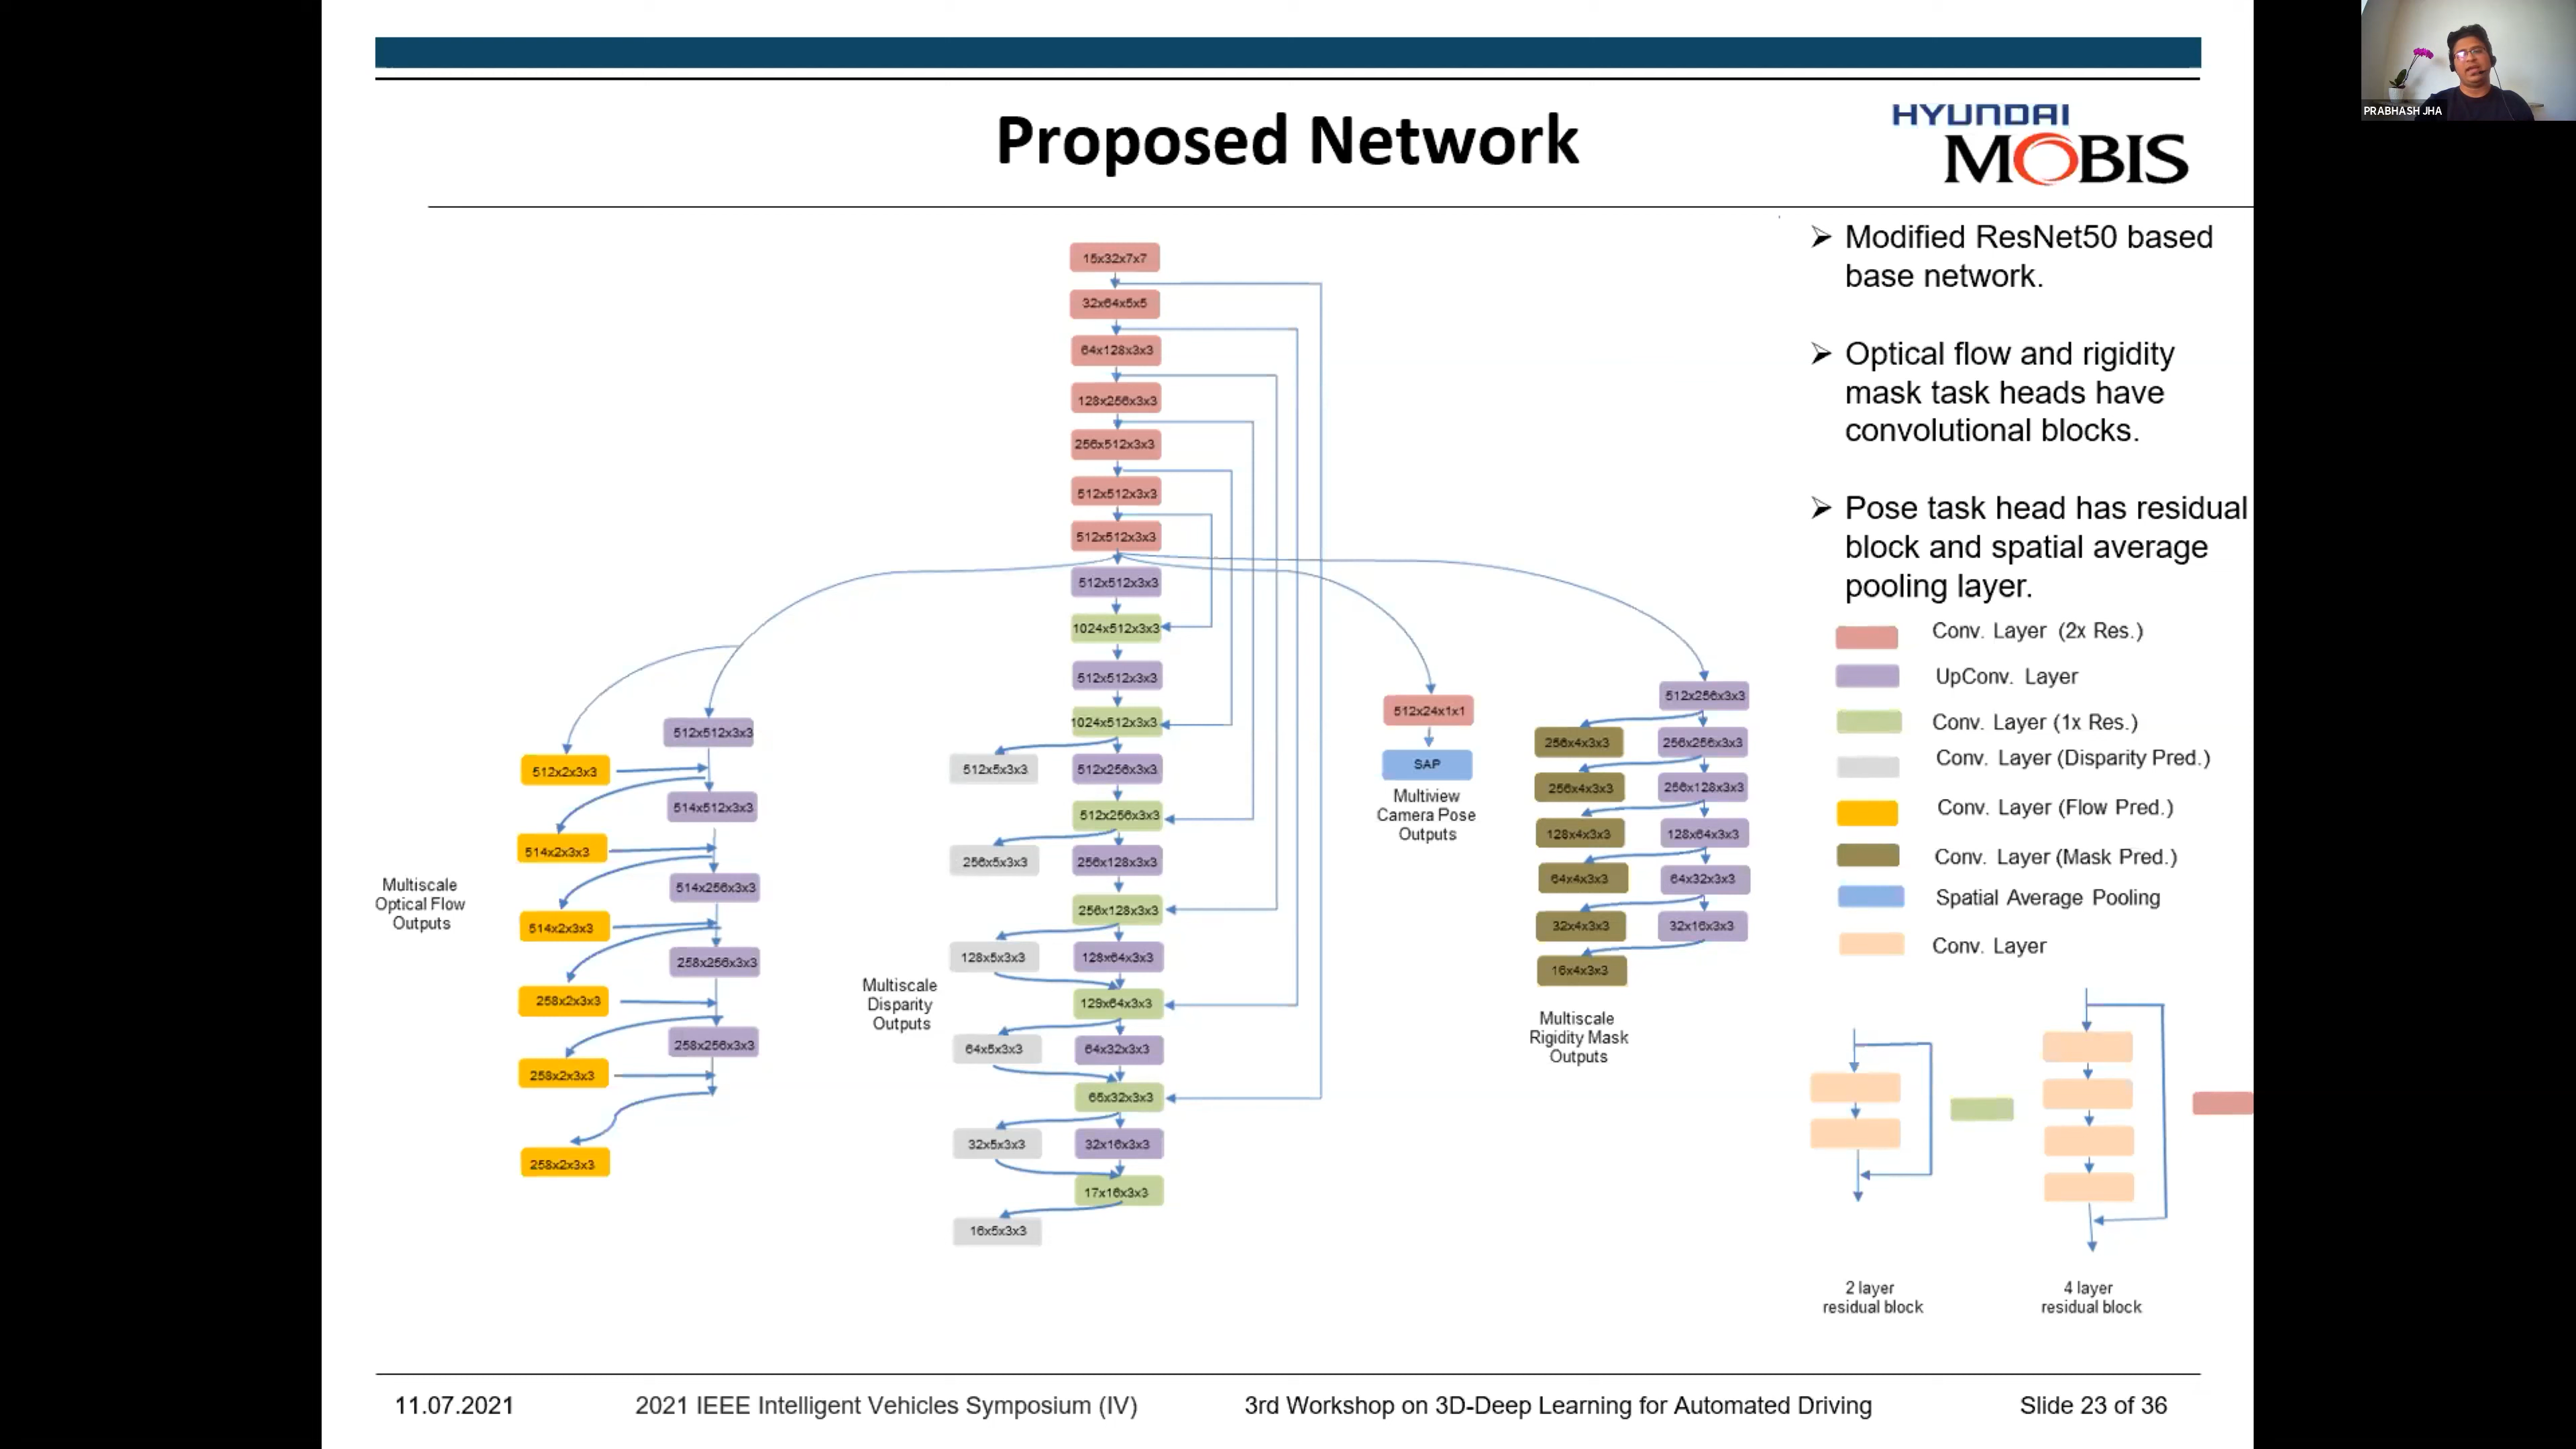 PRABHASH JHA
Proposed Network
HYUNDAI
MOBIS
15x32x7x7
32x64x5x5
64x128x3x3
128x256x3x3
256x512x3x3
512x512x3x3
512x512x3x3
512x512x3x3
1024x512x3x3
512x512x3x3
1024x512x3x3
512x5x3x3
512x256x3x3
512x256x3x3
256x5x3x3
256x128x3x3
256x128x3x3
128x5x3x3
128x64x3x3
129x64x3x3
64x5x3x3
64x32x3x3
65x32x3x3
32x5x3x3
32x16x3x3
17x16x3x3
16x5x3x3
Multiscale
Disparity
Outputs
512x512x3x3
512x2x3x3
514x512x3x3
514x2x3x3
514x256x3x3
514x2x3x3
258x256x3x3
258x2x3x3
258x256x3x3
258x2x3x3
258x2x3x3
Multiscale
Optical Flow
Outputs
512x24x1x1
SAP
Multiview
Camera Pose
Outputs
512x256x3x3
256x4x3x3
256x256x3x3
256x4x3x3
256x128x3x3
128x4x3x3
128x64x3x3
64x4x3x3
64x32x3x3
32x4x3x3
32x16x3x3
16x4x3x3
Multiscale
Rigidity Mask
Outputs
➢ Modified ResNet50 based
base network.
➢ Optical flow and rigidity
mask task heads have
convolutional blocks.
➢ Pose task head has residual
block and spatial average
pooling layer.
Conv. Layer (2x Res.)
UpConv. Layer
Conv. Layer (1x Res.)
Conv. Layer (Disparity Pred.)
Conv. Layer (Flow Pred.)
Conv. Layer (Mask Pred.)
Spatial Average Pooling
Conv. Layer
2 layer
residual block
4 layer
residual block
11.07.2021
2021 IEEE Intelligent Vehicles Symposium (IV)
3rd Workshop on 3D-Deep Learning for Automated Driving
Slide 23 of 36